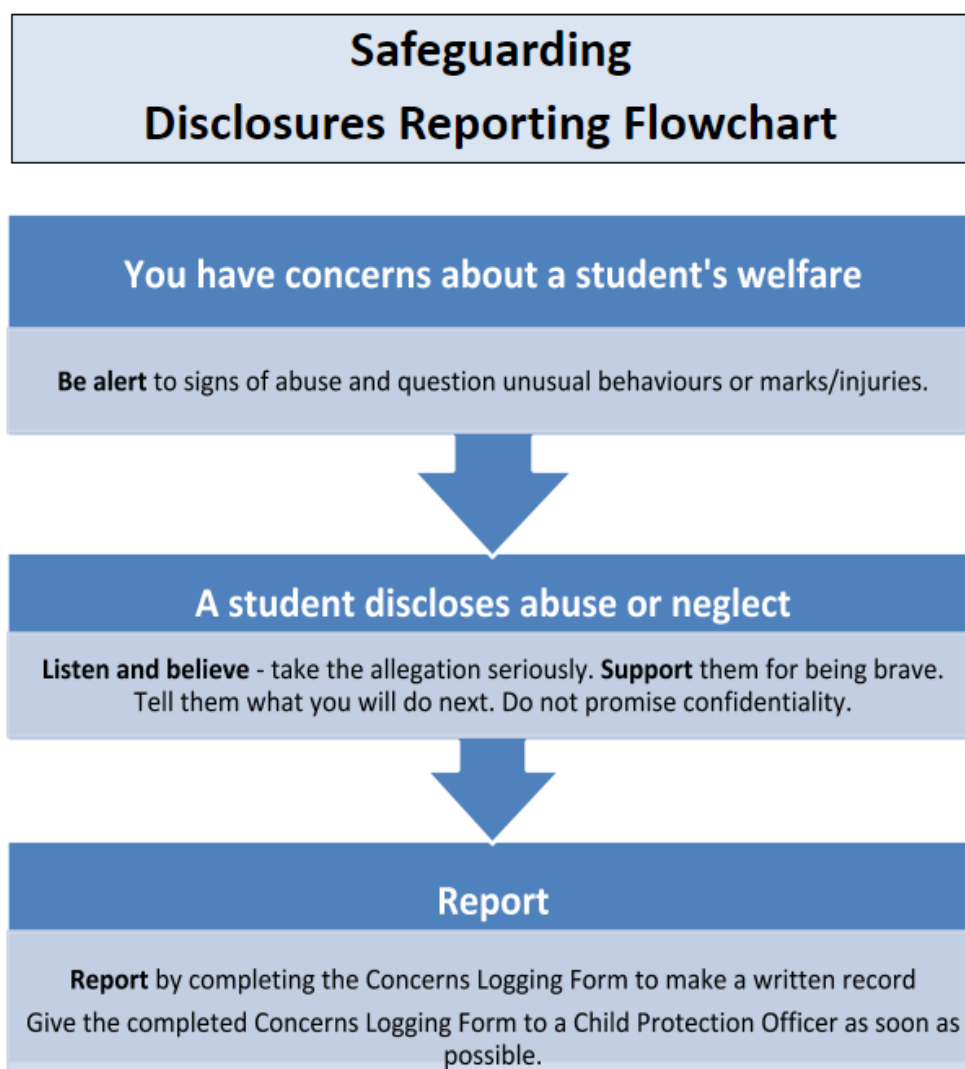 Safeguarding
Disclosures Reporting Flowchart
You have concerns about a student's welfare
Be alert to signs of abuse and question unusual behaviours or marks/injuries.
A student discloses abuse or neglect
Listen and believe - take the allegation seriously. Support them for being brave.
Tell them what you will do next. Do not promise confidentiality.
Report
Report by completing the Concerns Logging Form to make a written record
Give the completed Concerns Logging Form to a Child Protection Officer as soon as
possible.